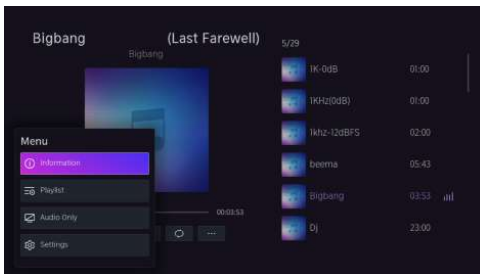 Bigbang (Last Farewell)
Bigbang
5/29
1K-0dB 01:00
1KHz(0dB) 01:00
1khz-12dBFS 02:00
beema 05:43
Bigbang 03:53
Dj 23:00
00:03:53
Menu
Information
Playlist
Audio Only
Settings